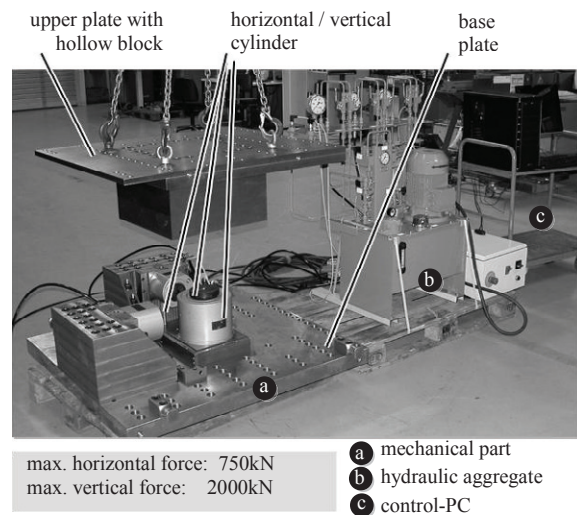 upper plate with
hollow block
horizontal / vertical
cylinder
base
plate
c
b
a
max. horizontal force: 750kN
max. vertical force: 2000kN
a mechanical part
b hydraulic aggregate
c control-PC